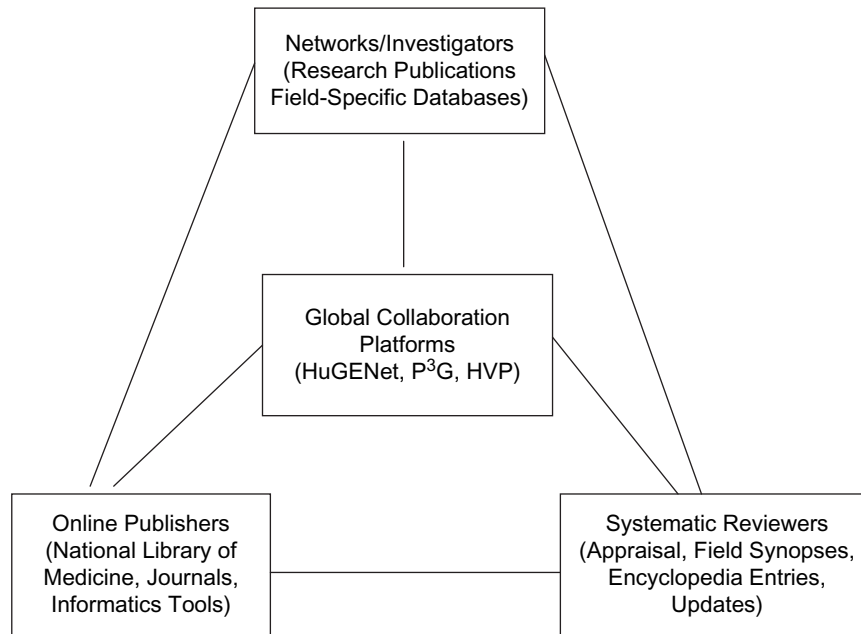 Networks/Investigators
(Research Publications
Field-Specific Databases)
Global Collaboration
Platforms
(HuGENet, P³G, HVP)
Online Publishers
(National Library of
Medicine, Journals,
Informatics Tools)
Systematic Reviewers
(Appraisal, Field Synopses,
Encyclopedia Entries,
Updates)